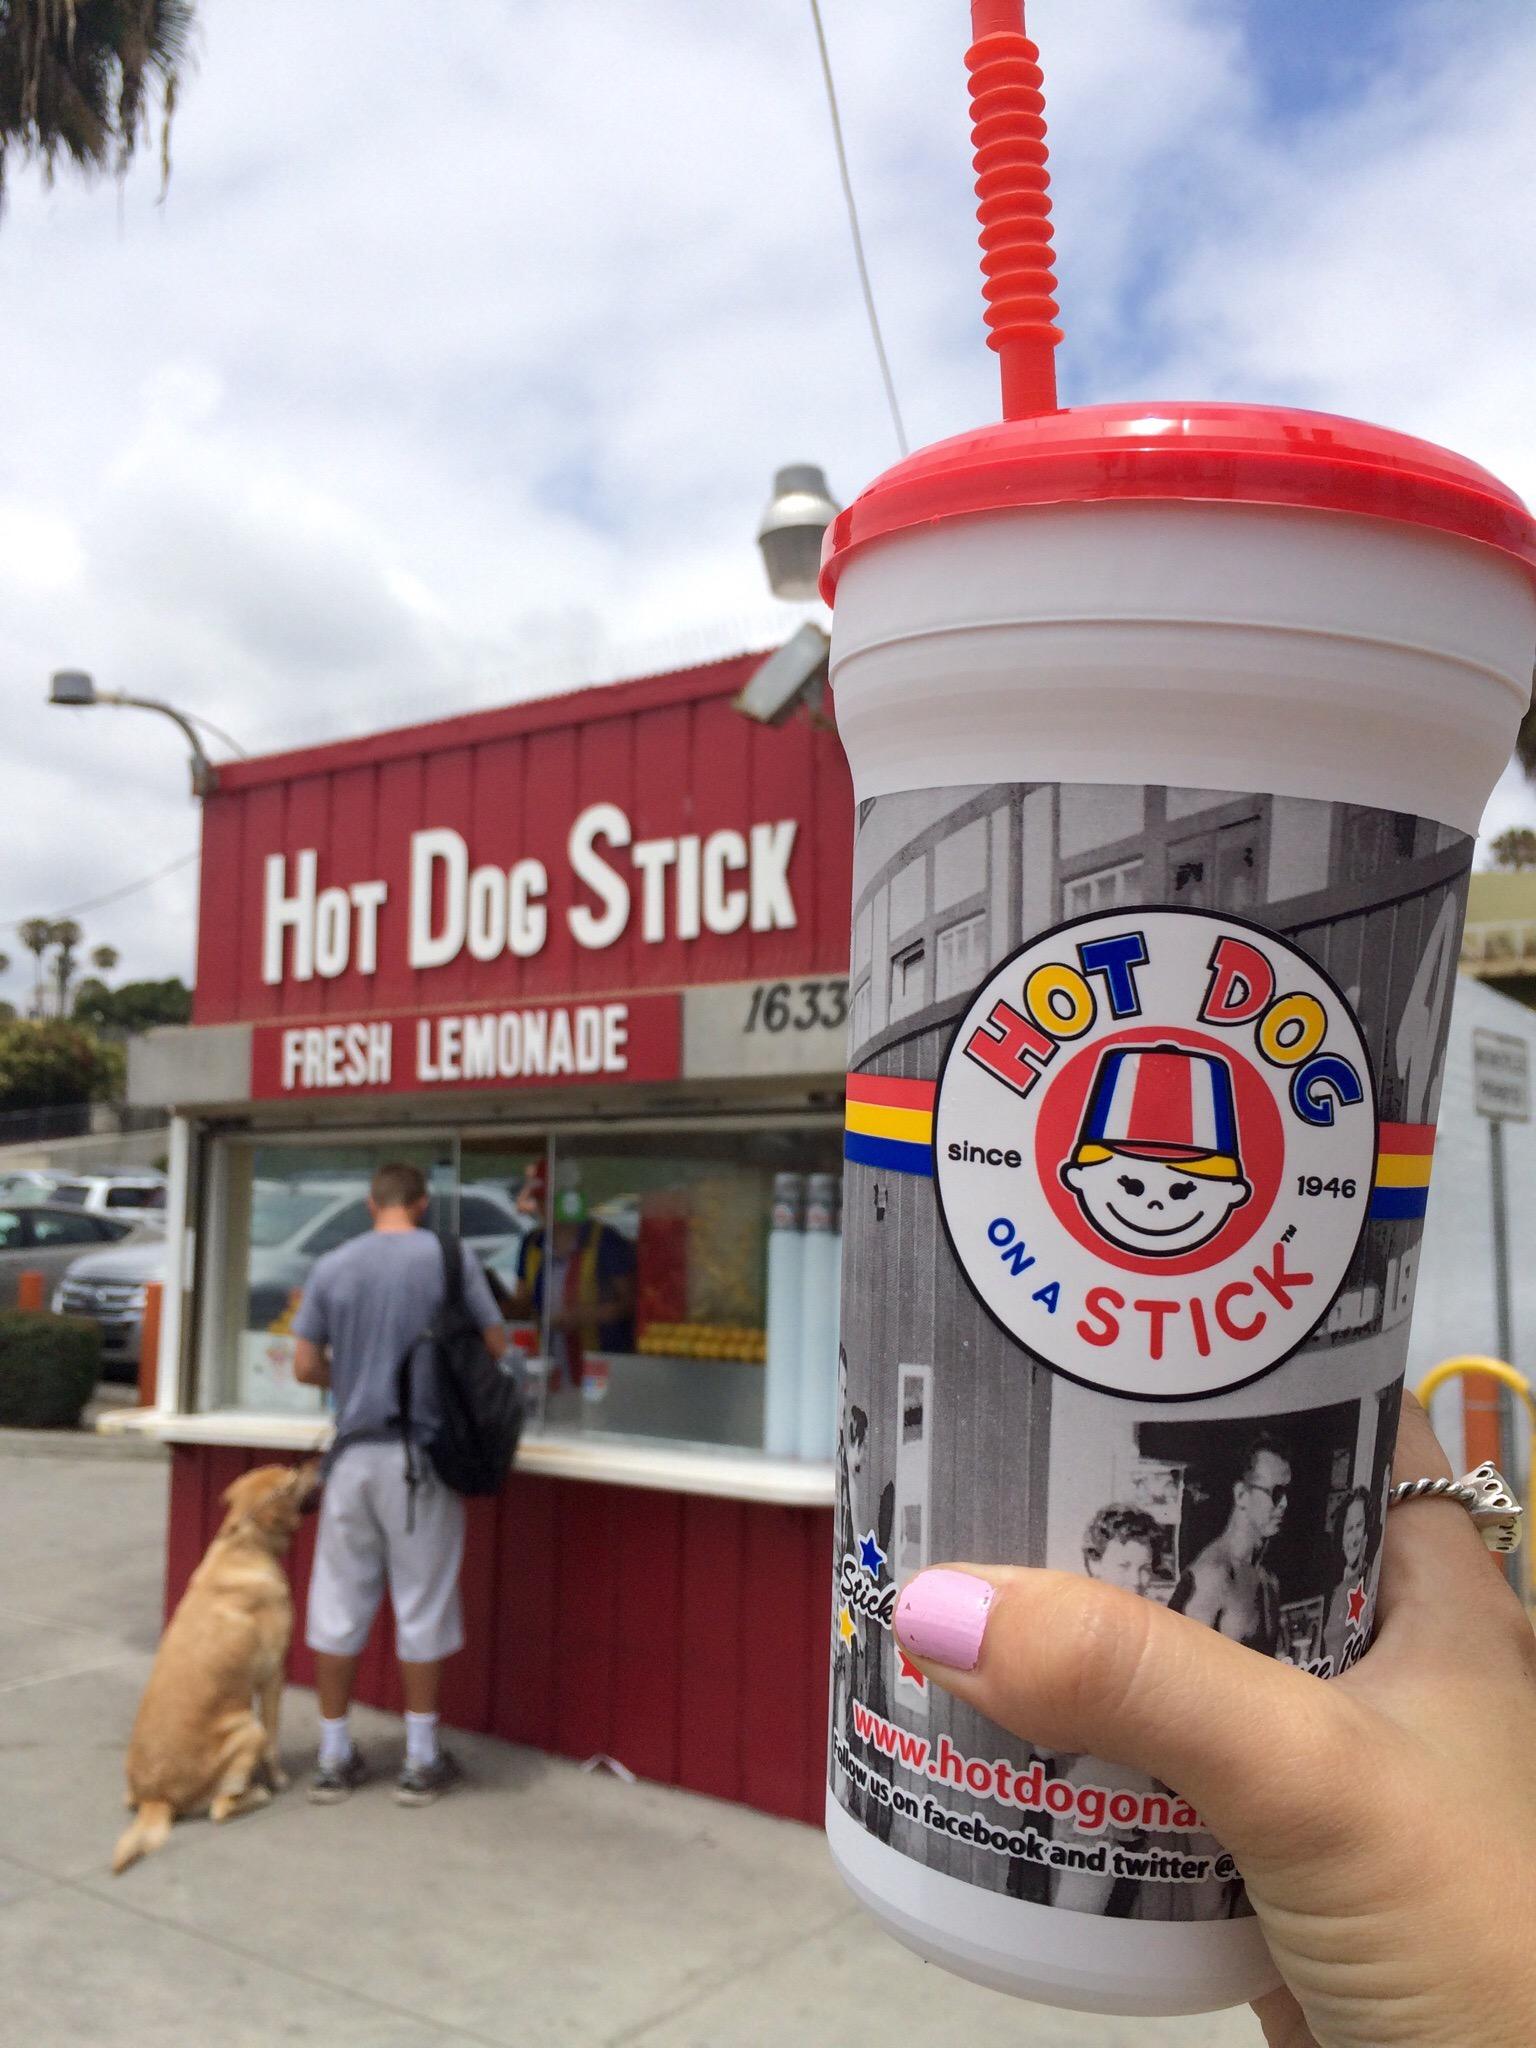 HOT DOG STICK
FRESH LEMONADE
1633
HOT DOG
since
1946
ON A
STICK™
Stick
www.hotdogona
Follow us on facebook and twitter @